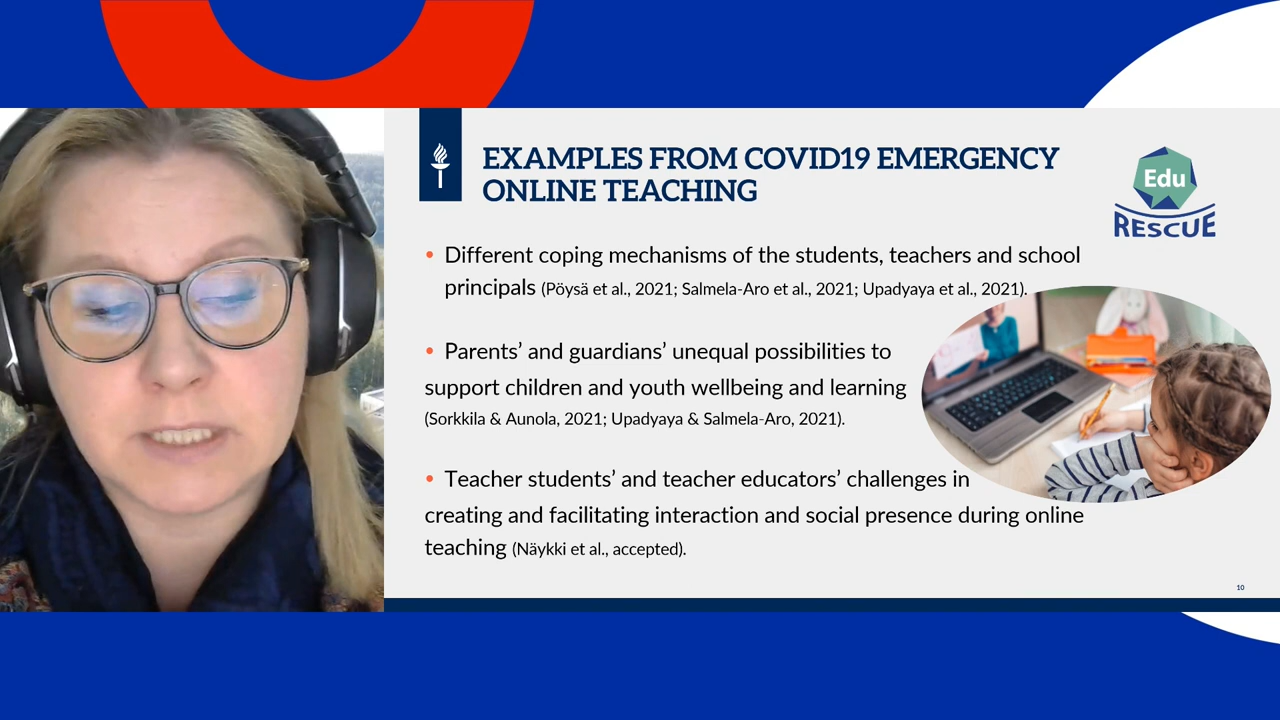 EXAMPLES FROM COVID19 EMERGENCY
ONLINE TEACHING
Edu
RESCUE
• Different coping mechanisms of the students, teachers and school
principals (Pöysä et al., 2021; Salmela-Aro et al., 2021; Upadyaya et al., 2021).
• Parents’ and guardians’ unequal possibilities to
support children and youth wellbeing and learning
(Sorkkila & Aunola, 2021; Upadyaya & Salmela-Aro, 2021).
• Teacher students’ and teacher educators’ challenges in
creating and facilitating interaction and social presence during online
teaching (Näykki et al., accepted).
10